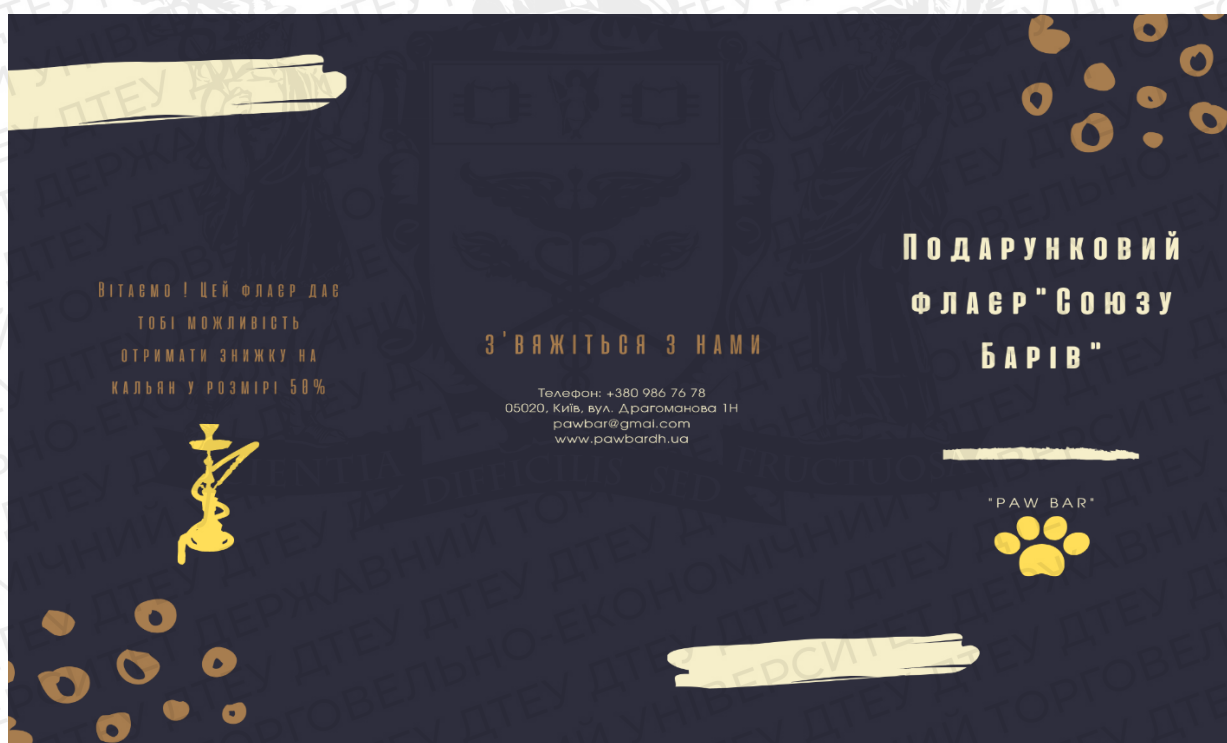 Вітаємо ! Цей флаєр дає
тобі можливість
отримати знижку на
кальян у розмірі 50%
З'вяжіться з нами
Телефон: +380 986 76 78
05020, Київ, вул. Драгоманова 1Н
pawbar@gmai.com
www.pawbardh.ua
Подарунковий
флаєр"Союзу
Барів"
"PAW BAR"